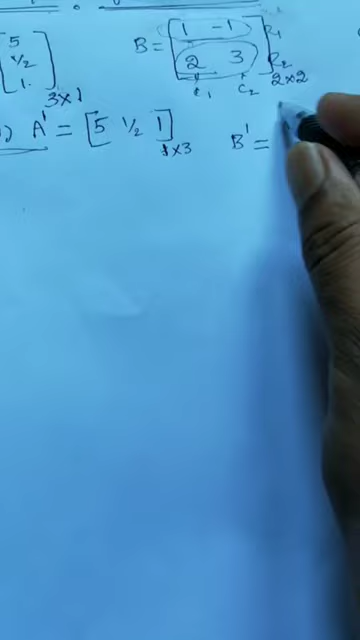 5
1/2
1.
3×1
B = [1 -1
2 3] R1
R2
2×2
C1 C2
A' = [5 1/2 1] 1×3
B' =